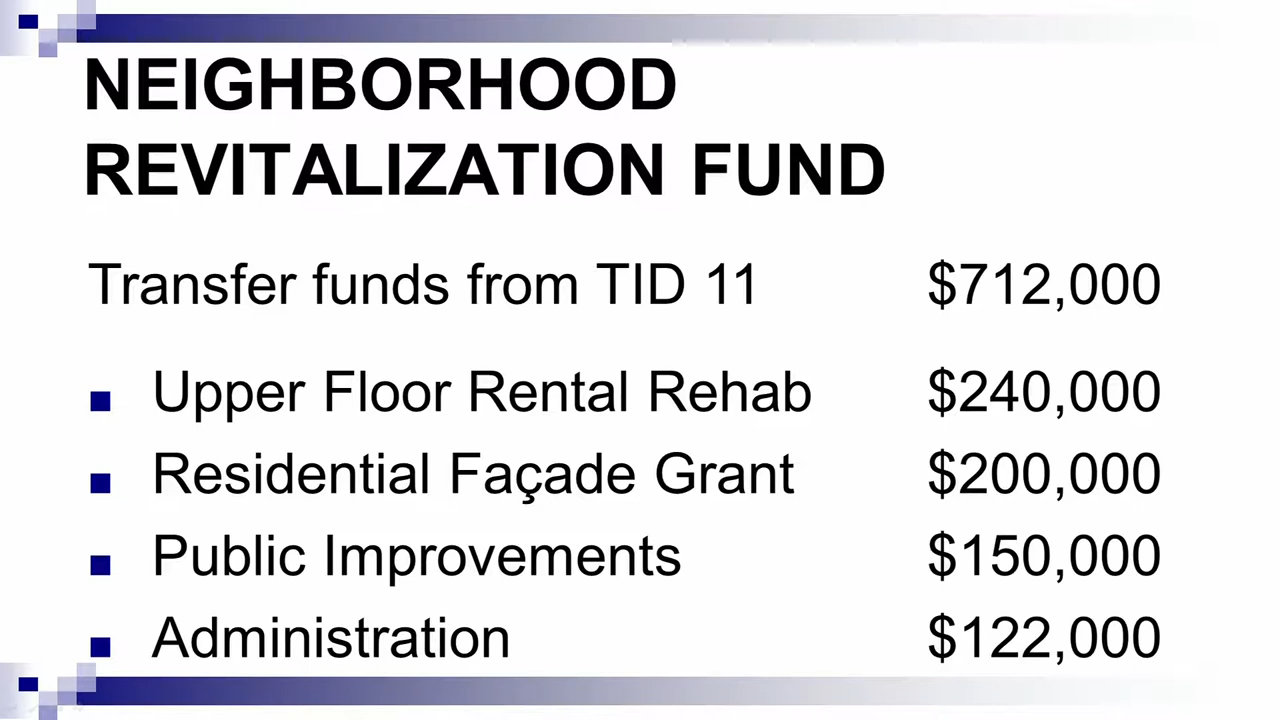 NEIGHBORHOOD
REVITALIZATION FUND
Transfer funds from TID 11 $712,000
■ Upper Floor Rental Rehab $240,000
■ Residential Façade Grant $200,000
■ Public Improvements $150,000
■ Administration $122,000